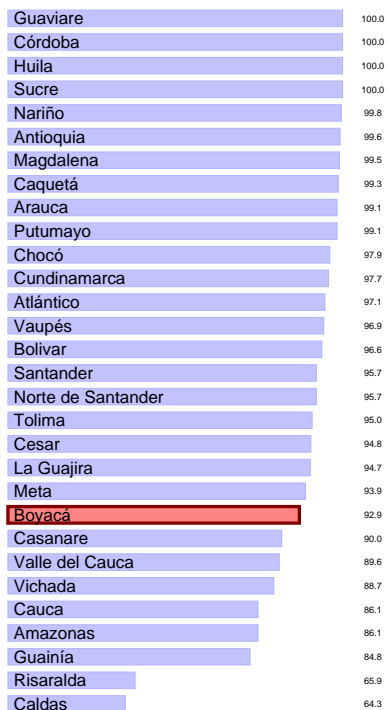 Guaviare 100.0
Córdoba 100.0
Huila 100.0
Sucre 100.0
Nariño 99.8
Antioquia 99.6
Magdalena 99.5
Caquetá 99.3
Arauca 99.1
Putumayo 99.1
Chocó 97.9
Cundinamarca 97.7
Atlántico 97.1
Vaupés 96.9
Bolivar 96.6
Santander 95.7
Norte de Santander 95.7
Tolima 95.0
Cesar 94.8
La Guajira 94.7
Meta 93.9
Boyacá 92.9
Casanare 90.0
Valle del Cauca 89.6
Vichada 88.7
Cauca 86.1
Amazonas 86.1
Guainía 84.8
Risaralda 65.9
Caldas 64.3